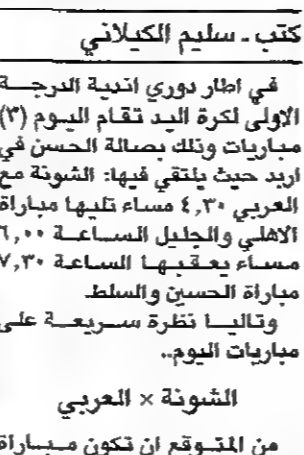 كتب ـ سليم الكيلاني
في اطار دوري اندية الدرجة
الاولى لكرة اليد تقام اليوم (٣)
مباريات وذلك بصالة الحسن في
اربد حيث يلتقي فيها: الشونة مع
العربي ٤,٣٠ مساء تليها مباراة
الاهلي والجليل الساعة ٦,٠٠
مساء يعقبها الساعة ٧,٣٠
مباراة الحسين والسلط.
وتاليا نظرة سريعة على
مباريات اليوم..
الشونة × العربي
من المتوقع ان تكون مباراة